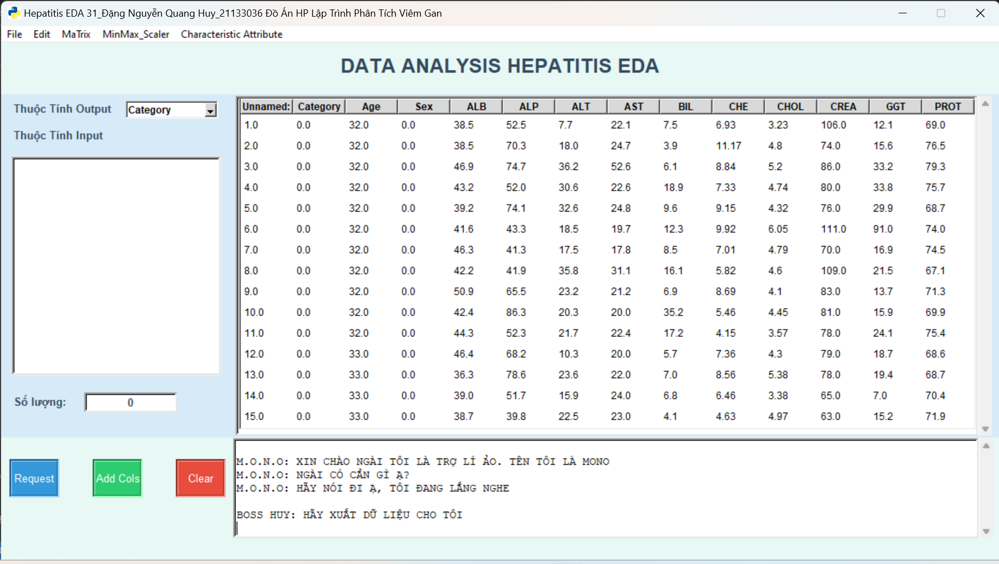 Hepatitis EDA 31_Đặng Nguyễn Quang Huy_21133036 Đồ Án HP Lập Trình Phân Tích Viêm Gan
File Edit MaTrix MinMax_Scaler Characteristic Attribute
DATA ANALYSIS HEPATITIS EDA
Thuộc Tính Output Category
Thuộc Tính Input
Số lượng: 0
Unnamed: Category Age Sex ALB ALP ALT AST BIL CHE CHOL CREA GGT PROT
1.0 0.0 32.0 0.0 38.5 52.5 7.7 22.1 7.5 6.93 3.23 106.0 12.1 69.0
2.0 0.0 32.0 0.0 38.5 70.3 18.0 24.7 3.9 11.17 4.8 74.0 15.6 76.5
3.0 0.0 32.0 0.0 46.9 74.7 36.2 52.6 6.1 8.84 5.2 86.0 33.2 79.3
4.0 0.0 32.0 0.0 43.2 52.0 30.6 22.6 18.9 7.33 4.74 80.0 33.8 75.7
5.0 0.0 32.0 0.0 39.2 74.1 32.6 24.8 9.6 9.15 4.32 76.0 29.9 68.7
6.0 0.0 32.0 0.0 41.6 43.3 18.5 19.7 12.3 9.92 6.05 111.0 91.0 74.0
7.0 0.0 32.0 0.0 46.3 41.3 17.5 17.8 8.5 7.01 4.79 70.0 16.9 74.5
8.0 0.0 32.0 0.0 42.2 41.9 35.8 31.1 16.1 5.82 4.6 109.0 21.5 67.1
9.0 0.0 32.0 0.0 50.9 65.5 23.2 21.2 6.9 8.69 4.1 83.0 13.7 71.3
10.0 0.0 32.0 0.0 42.4 86.3 20.3 20.0 35.2 5.46 4.45 81.0 15.9 69.9
11.0 0.0 32.0 0.0 44.3 52.3 21.7 22.4 17.2 4.15 3.57 78.0 24.1 75.4
12.0 0.0 33.0 0.0 46.4 68.2 10.3 20.0 5.7 7.36 4.3 79.0 18.7 68.6
13.0 0.0 33.0 0.0 36.3 78.6 23.6 22.0 7.0 8.56 5.38 78.0 19.4 68.7
14.0 0.0 33.0 0.0 39.0 51.7 15.9 24.0 6.8 6.46 3.38 65.0 7.0 70.4
15.0 0.0 33.0 0.0 38.7 39.8 22.5 23.0 4.1 4.63 4.97 63.0 15.2 71.9
Request Add Cols Clear
M.O.N.O: XIN CHÀO NGÀI TÔI LÀ TRỢ LÍ ẢO. TÊN TÔI LÀ MONO
M.O.N.O: NGÀI CÓ CẦN GÌ Ạ?
M.O.N.O: HÃY NÓI ĐI Ạ, TÔI ĐANG LẮNG NGHE
BOSS HUY: HÃY XUẤT DỮ LIỆU CHO TÔI